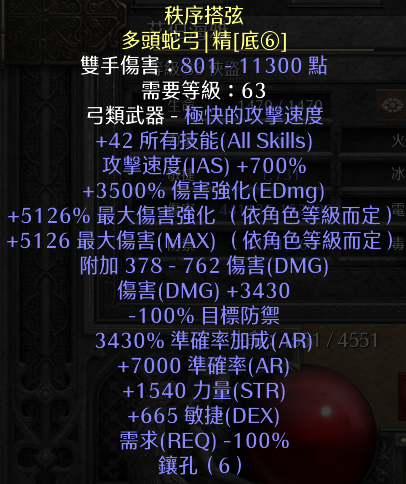 秩序搭弦
多頭蛇弓|精[底⑥]
雙手傷害：801 - 11300 點
需要等級：63
弓類武器 - 極快的攻擊速度
+42 所有技能(All Skills)
攻擊速度(IAS) +700%
+3500% 傷害強化(EDmg)
+5126% 最大傷害強化 （依角色等級而定）
+5126 最大傷害(MAX) （依角色等級而定）
附加 378 - 762 傷害(DMG)
傷害(DMG) +3430
-100% 目標防禦
3430% 準確率加成(AR)
+7000 準確率(AR)
+1540 力量(STR)
+665 敏捷(DEX)
需求(REQ) -100%
鑲孔（6）